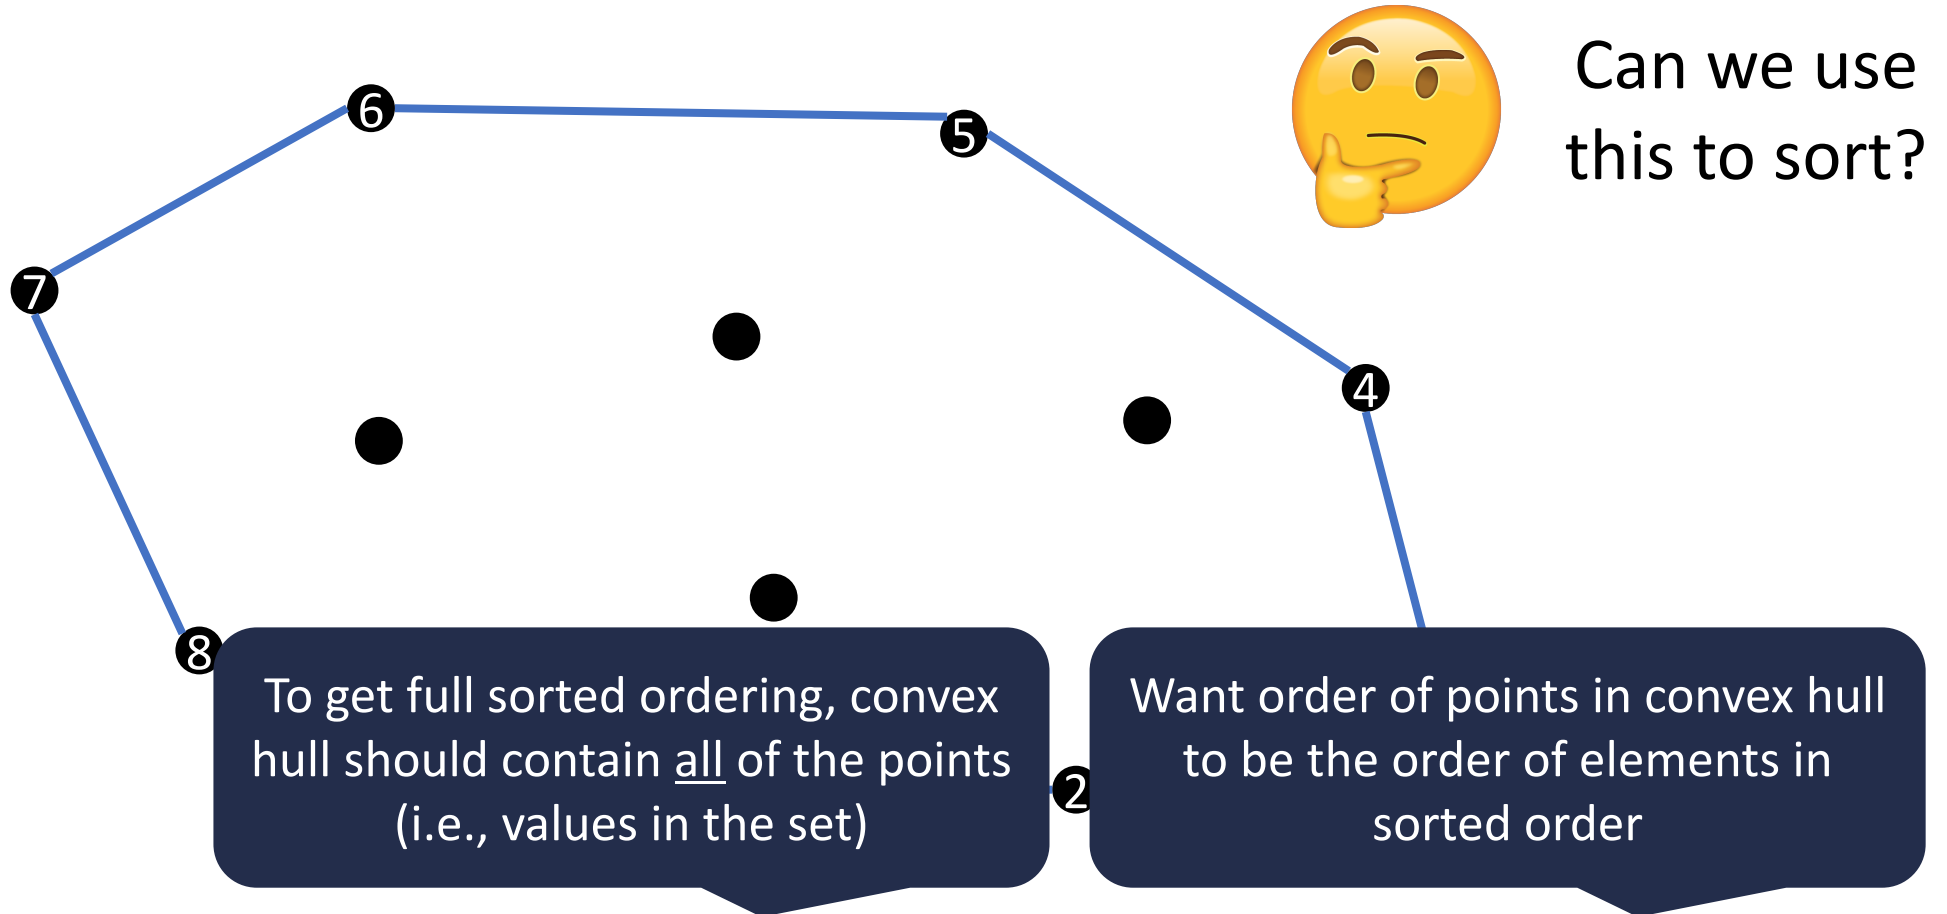 Can we use
this to sort?
6
5
7
4
8
To get full sorted ordering, convex
hull should contain all of the points
(i.e., values in the set)
2
Want order of points in convex hull
to be the order of elements in
sorted order